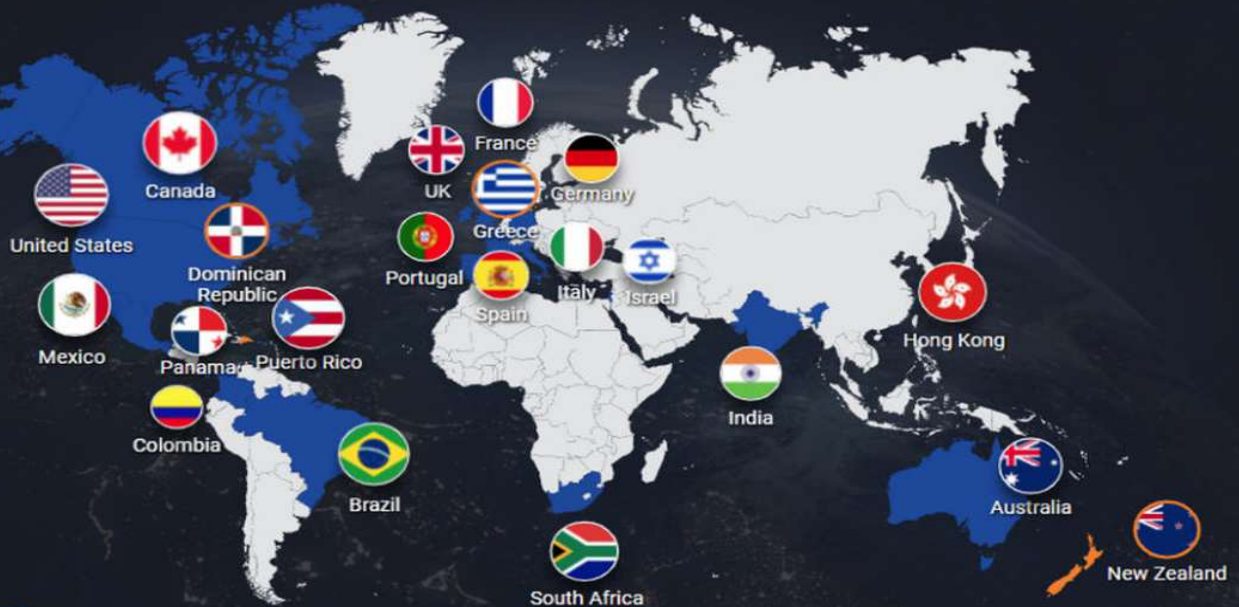 France
UK
Germany
Canada
Greece
United States
Dominican
Republic
Portugal
Italy
Israel
Spain
Mexico
Panama
Puerto Rico
Hong Kong
India
Colombia
Brazil
Australia
New Zealand
South Africa